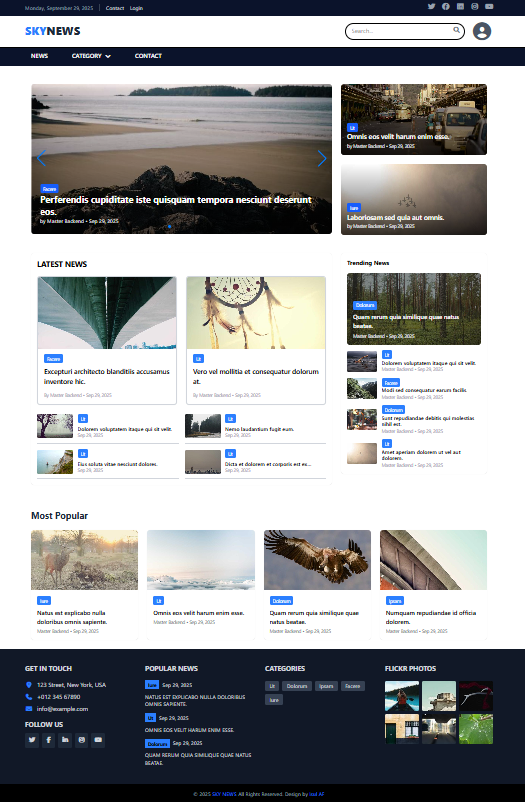 Monday, September 29, 2025 Contact Login
SKYNEWS
Search...
NEWS CATEGORY CONTACT
Facere
Perferendis cupiditate iste quisquam tempora nesciunt deserunt
eos.
by Master Backend • Sep 29, 2025
Ut
Omnis eos velit harum enim esse.
by Master Backend • Sep 29, 2025
Iure
Laboriosam sed quia aut omnis.
by Master Backend • Sep 29, 2025
LATEST NEWS
Facere
Excepturi architecto blanditiis accusamus
inventore hic.
By Master Backend • Sep 29, 2025
Ut
Vero vel mollitia et consequatur dolorum
at.
By Master Backend • Sep 29, 2025
Ut
Dolorem voluptatem itaque qui sit velit.
Sep 29, 2025
Ut
Nemo laudantium fugit eum.
Sep 29, 2025
Ut
Eius soluta vitae nesciunt dolores.
Sep 29, 2025
Ut
Dicta et dolorem et corporis est ex...
Sep 29, 2025
Trending News
Dolorum
Quam rerum quia similique quae natus
beatae.
Master Backend • Sep 29, 2025
Ut
Dolorem voluptatem itaque qui sit velit.
Master Backend • Sep 29, 2025
Facere
Modi sed consequatur earum facilis.
Master Backend • Sep 29, 2025
Dolorum
Sunt repudiandae debitis qui molestias
nihil est.
Master Backend • Sep 29, 2025
Ut
Amet aperiam dolorem ut vel aut
dolorem.
Master Backend • Sep 29, 2025
Most Popular
Iure
Natus est explicabo nulla
doloribus omnis sapiente.
Master Backend • Sep 29, 2025
Ut
Omnis eos velit harum enim esse.
Master Backend • Sep 29, 2025
Dolorum
Quam rerum quia similique quae
natus beatae.
Master Backend • Sep 29, 2025
Ipsam
Numquam repudiandae id officia
dolorem.
Master Backend • Sep 29, 2025
GET IN TOUCH
123 Street, New York, USA
+012 345 67890
info@example.com
FOLLOW US
POPULAR NEWS
Iure Sep 29, 2025
NATUS EST EXPLICABO NULLA DOLORIBUS
OMNIS SAPIENTE.
Ut Sep 29, 2025
OMNIS EOS VELIT HARUM ENIM ESSE.
Dolorum Sep 29, 2025
QUAM RERUM QUIA SIMILIQUE QUAE NATUS
BEATAE.
CATEGORIES
Ut Dolorum Ipsam Facere
Iure
FLICKR PHOTOS
© 2025 SKY NEWS All Rights Reserved. Design by